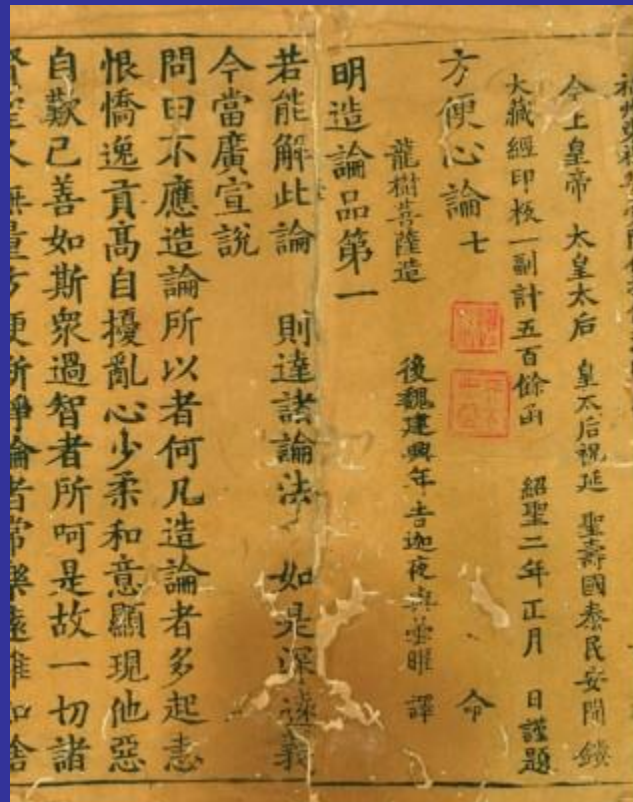 今上皇帝 太皇太后 皇太后祝延 聖壽國泰民安開鏤
大藏經印板一副計五百餘函 紹聖二年正月 日謹題
方便心論七 命
龍樹菩薩造
後魏建興年吉迦夜與曇曜 譯
明造論品第一
若能解此論 則達諸論法 如是深遠義
今當廣宣說
問曰不應造論所以者何凡造論者多起恚
恨憍逸貢高自擾亂心少柔和意顯現他惡
自歎己善如斯衆過智者所呵是故一切諸
無量方便